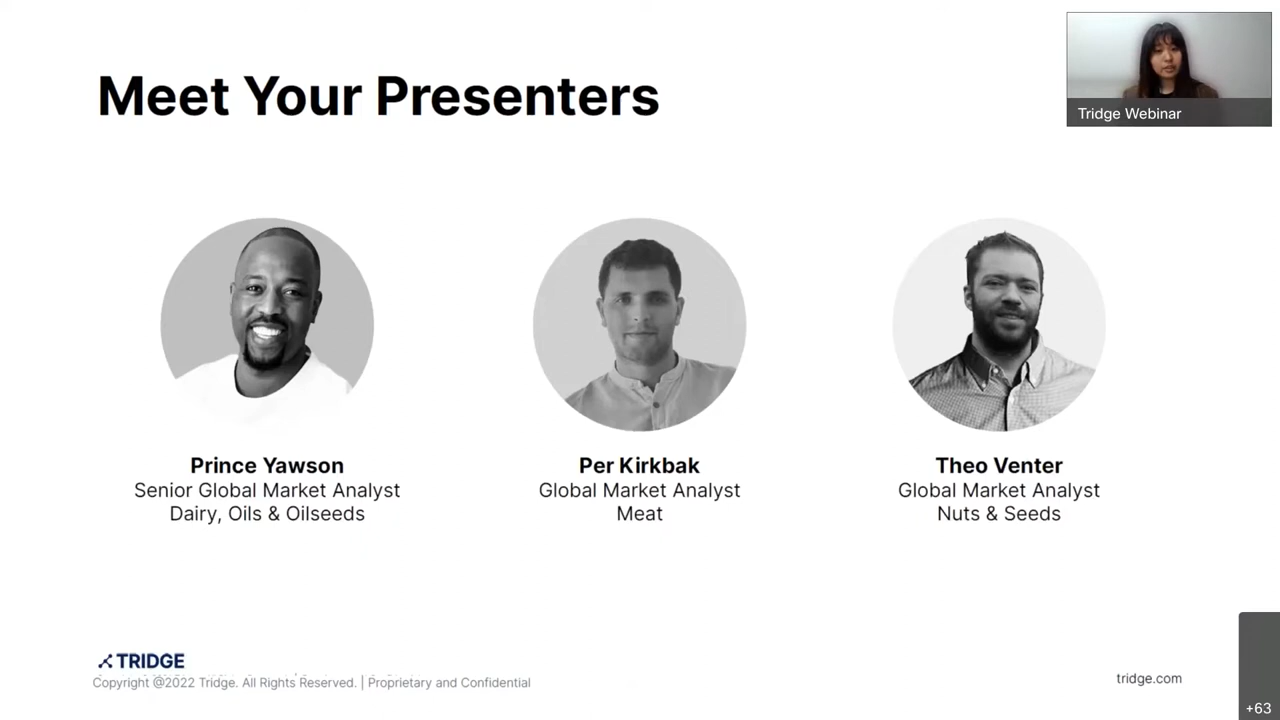 Meet Your Presenters
Tridge Webinar
Prince Yawson
Senior Global Market Analyst
Dairy, Oils & Oilseeds
Per Kirkbak
Global Market Analyst
Meat
Theo Venter
Global Market Analyst
Nuts & Seeds
TRIDGE
Copyright @2022 Tridge. All Rights Reserved. | Proprietary and Confidential
tridge.com
+63